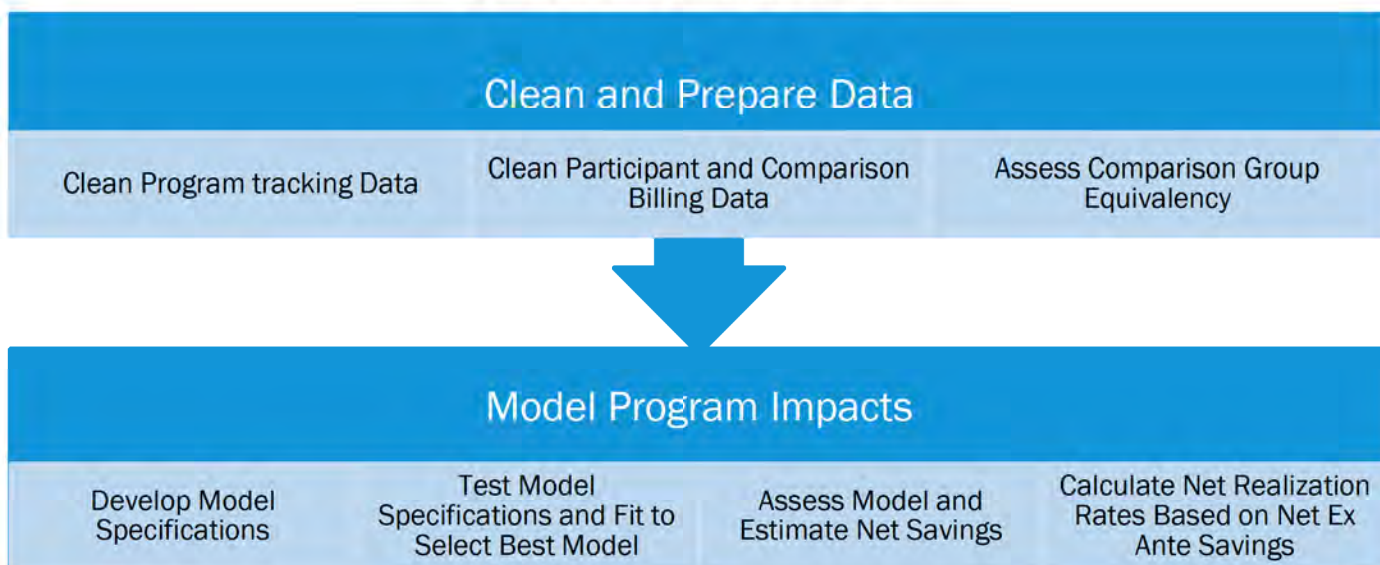 Clean and Prepare Data
Clean Program tracking Data
Clean Participant and Comparison
Billing Data
Assess Comparison Group
Equivalency
Model Program Impacts
Develop Model
Specifications
Test Model
Specifications and Fit to
Select Best Model
Assess Model and
Estimate Net Savings
Calculate Net Realization
Rates Based on Net Ex
Ante Savings